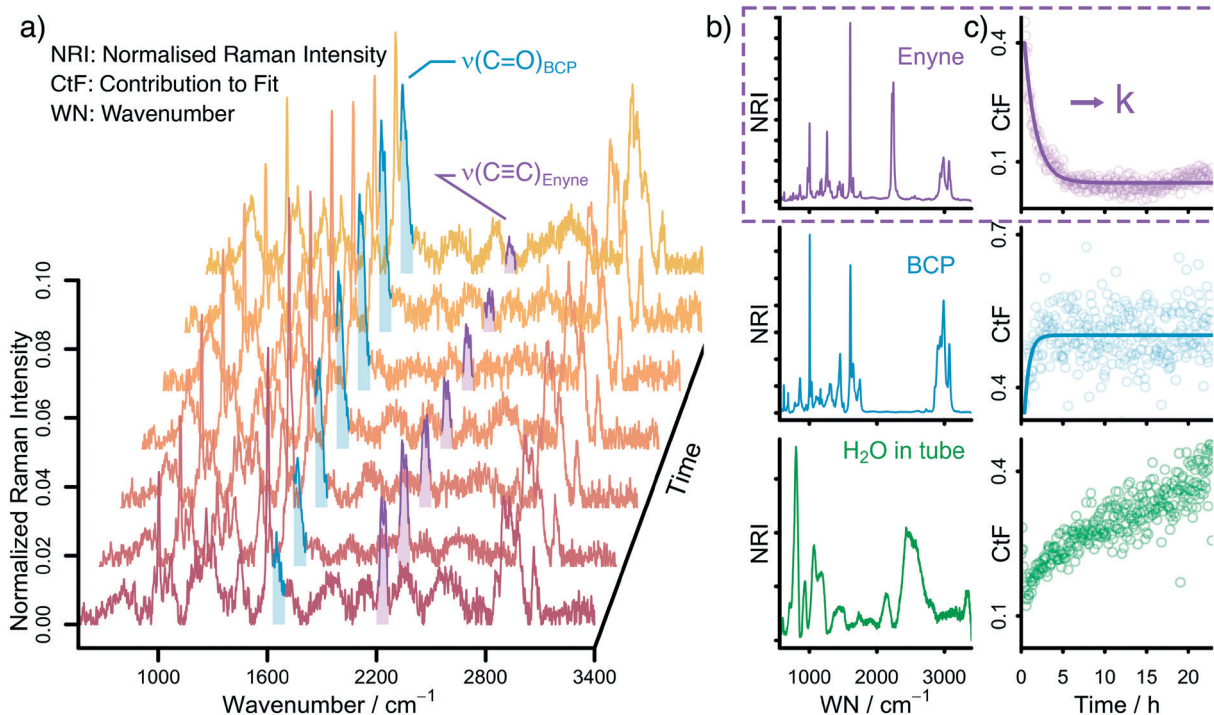 a)
NRI: Normalised Raman Intensity
CtF: Contribution to Fit
WN: Wavenumber
ν(C=O)BCP
ν(C≡C)Enyne
Normalized Raman Intensity
0.00
0.02
0.04
0.06
0.08
0.10
1000
1600
2200
2800
3400
Wavenumber / cm⁻¹
Time
b)
Enyne
NRI
BCP
NRI
H₂O in tube
NRI
1000
2000
3000
WN / cm⁻¹
c)
0.4
CtF
0.1
→ k
0.7
CtF
0.4
0.4
CtF
0.1
0
5
10
15
20
Time / h